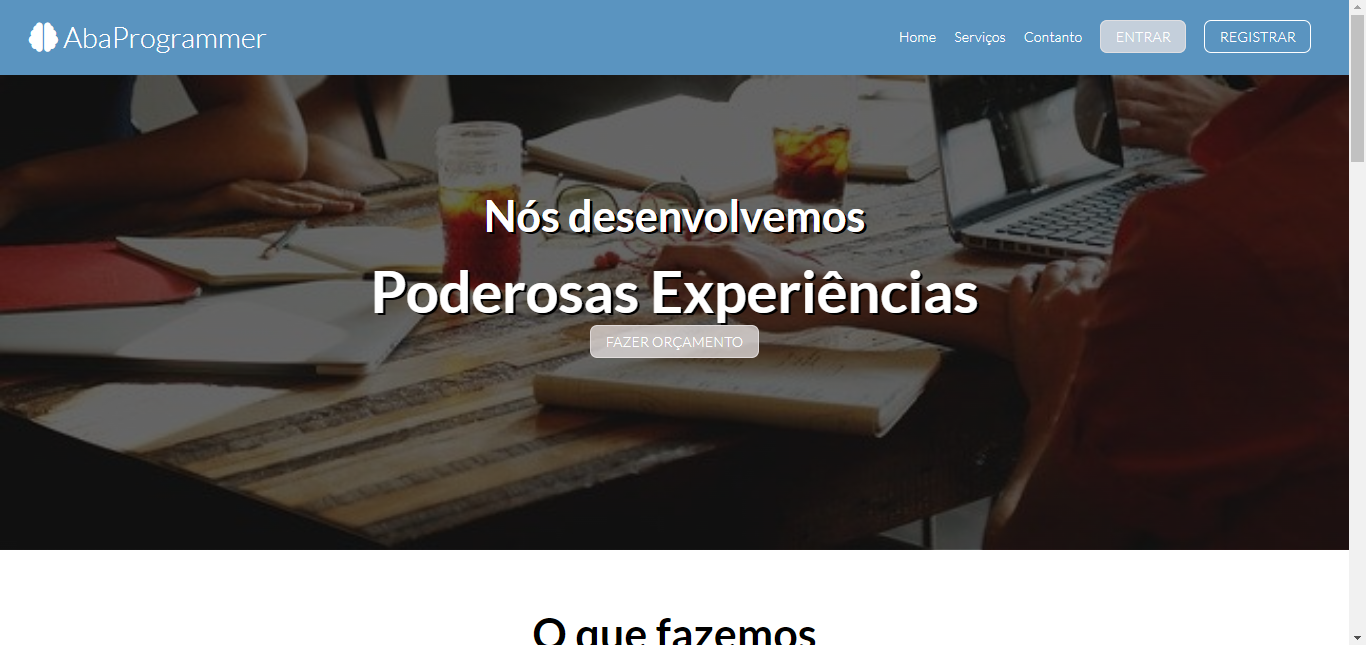 AbaProgrammer
Home Serviços Contanto ENTRAR REGISTRAR
Nós desenvolvemos
Poderosas Experiências
FAZER ORÇAMENTO
O que fazemos